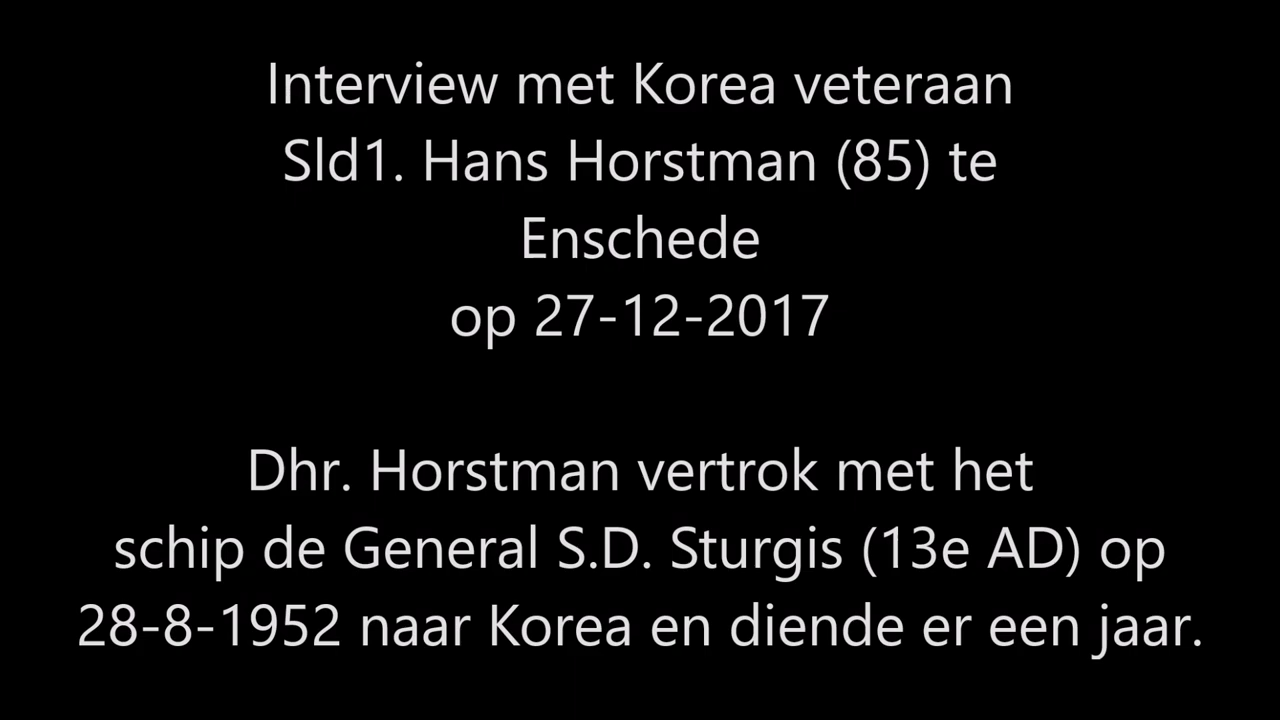 Interview met Korea veteraan
Sld1. Hans Horstman (85) te
Enschede
op 27-12-2017
Dhr. Horstman vertrok met het
schip de General S.D. Sturgis (13e AD) op
28-8-1952 naar Korea en diende er een jaar.